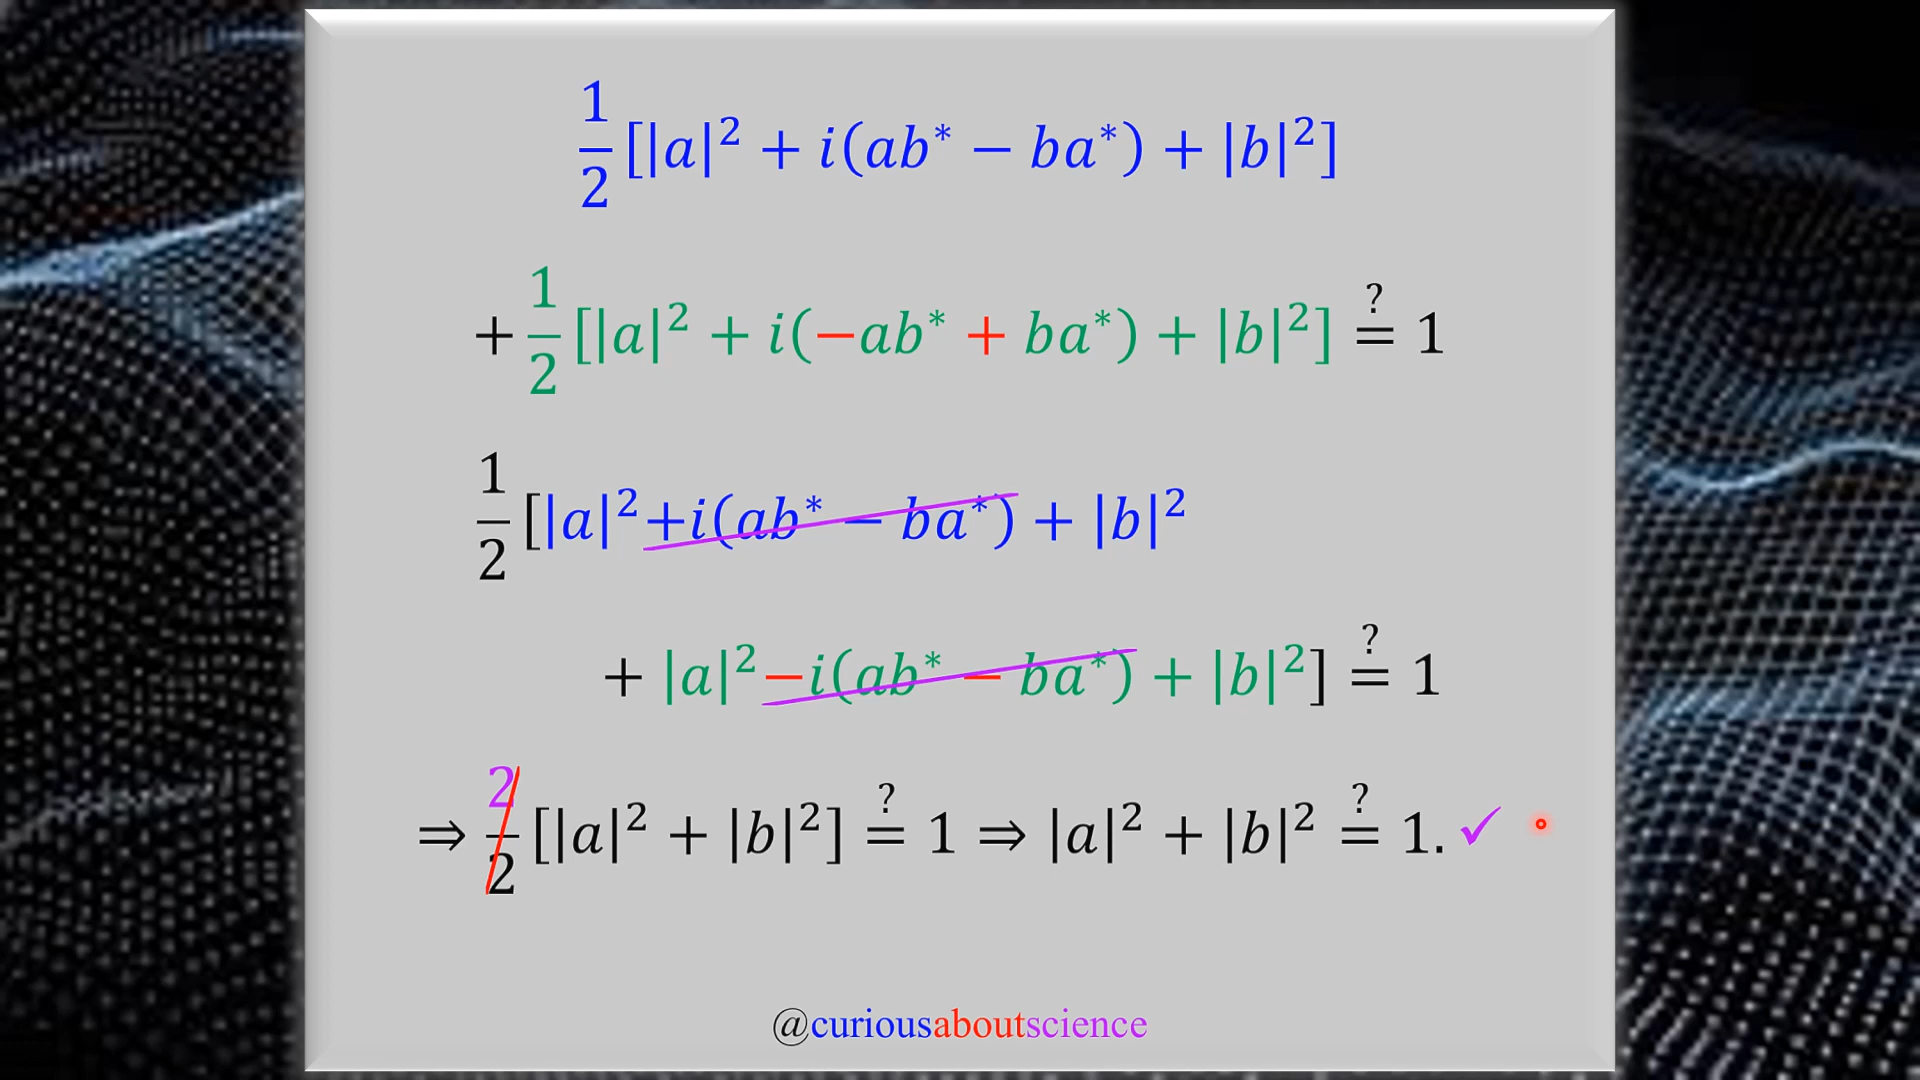 1/2 [|a|² + i(ab* − ba*) + |b|²]
+ 1/2 [|a|² + i(−ab* + ba*) + |b|²] ≟ 1
1/2 [|a|² +i(ab* − ba*) + |b|²
+ |a|² −i(ab* − ba*) + |b|²] ≟ 1
⇒ 2/2 [|a|² + |b|²] ≟ 1 ⇒ |a|² + |b|² ≟ 1. ✓
@curiousaboutscience